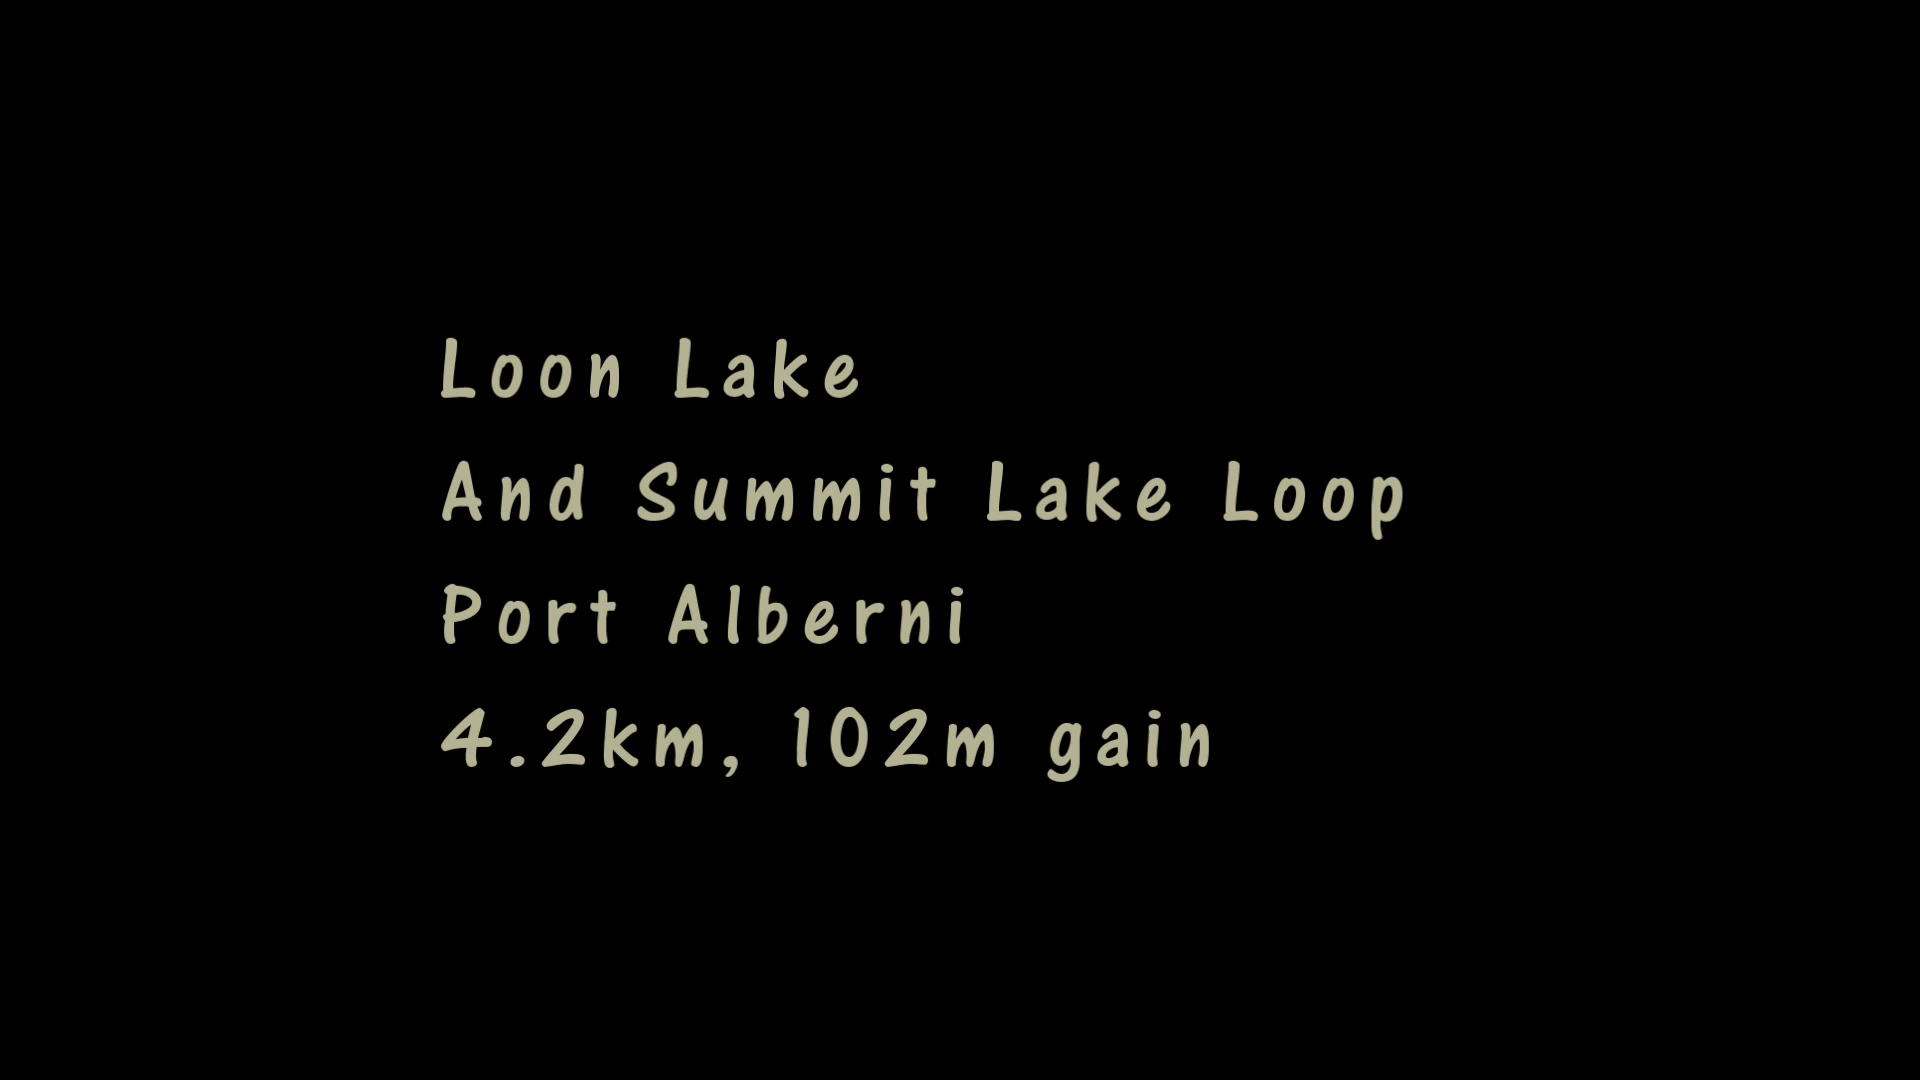 Loon Lake
And Summit Lake Loop
Port Alberni
4.2km, 102m gain